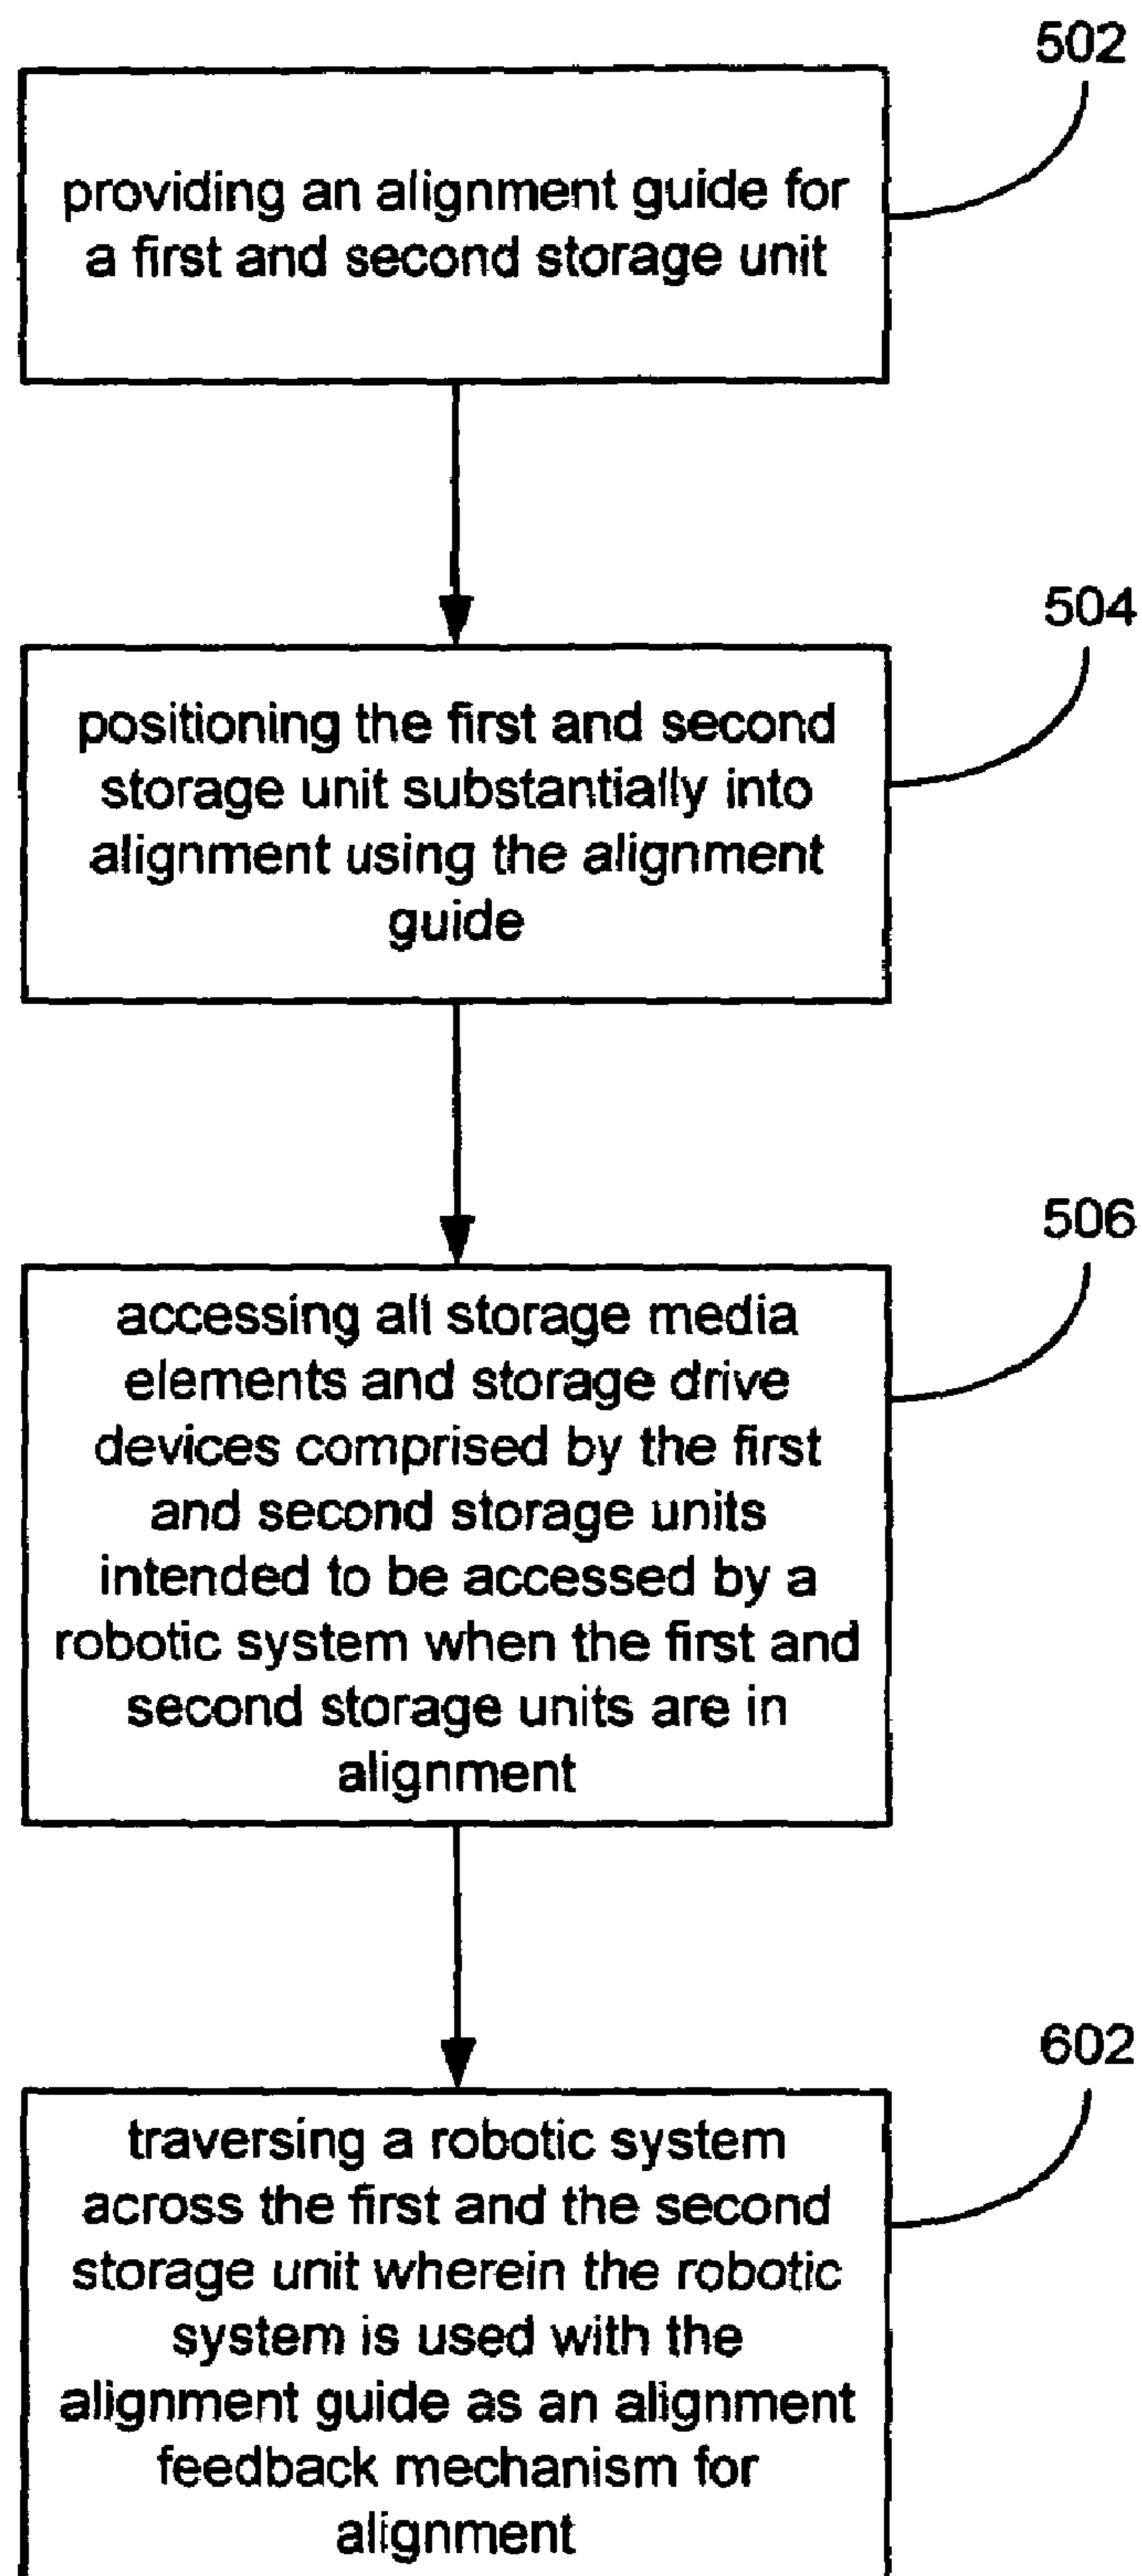 502
providing an alignment guide for
a first and second storage unit
504
positioning the first and second
storage unit substantially into
alignment using the alignment
guide
506
accessing all storage media
elements and storage drive
devices comprised by the first
and second storage units
intended to be accessed by a
robotic system when the first and
second storage units are in
alignment
602
traversing a robotic system
across the first and the second
storage unit wherein the robotic
system is used with the
alignment guide as an alignment
feedback mechanism for
alignment